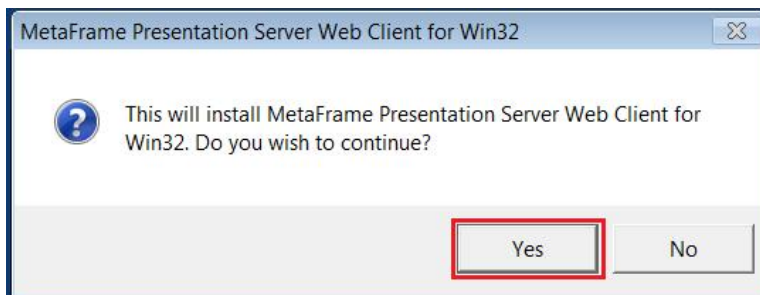 MetaFrame Presentation Server Web Client for Win32
This will install MetaFrame Presentation Server Web Client for
Win32. Do you wish to continue?
Yes
No